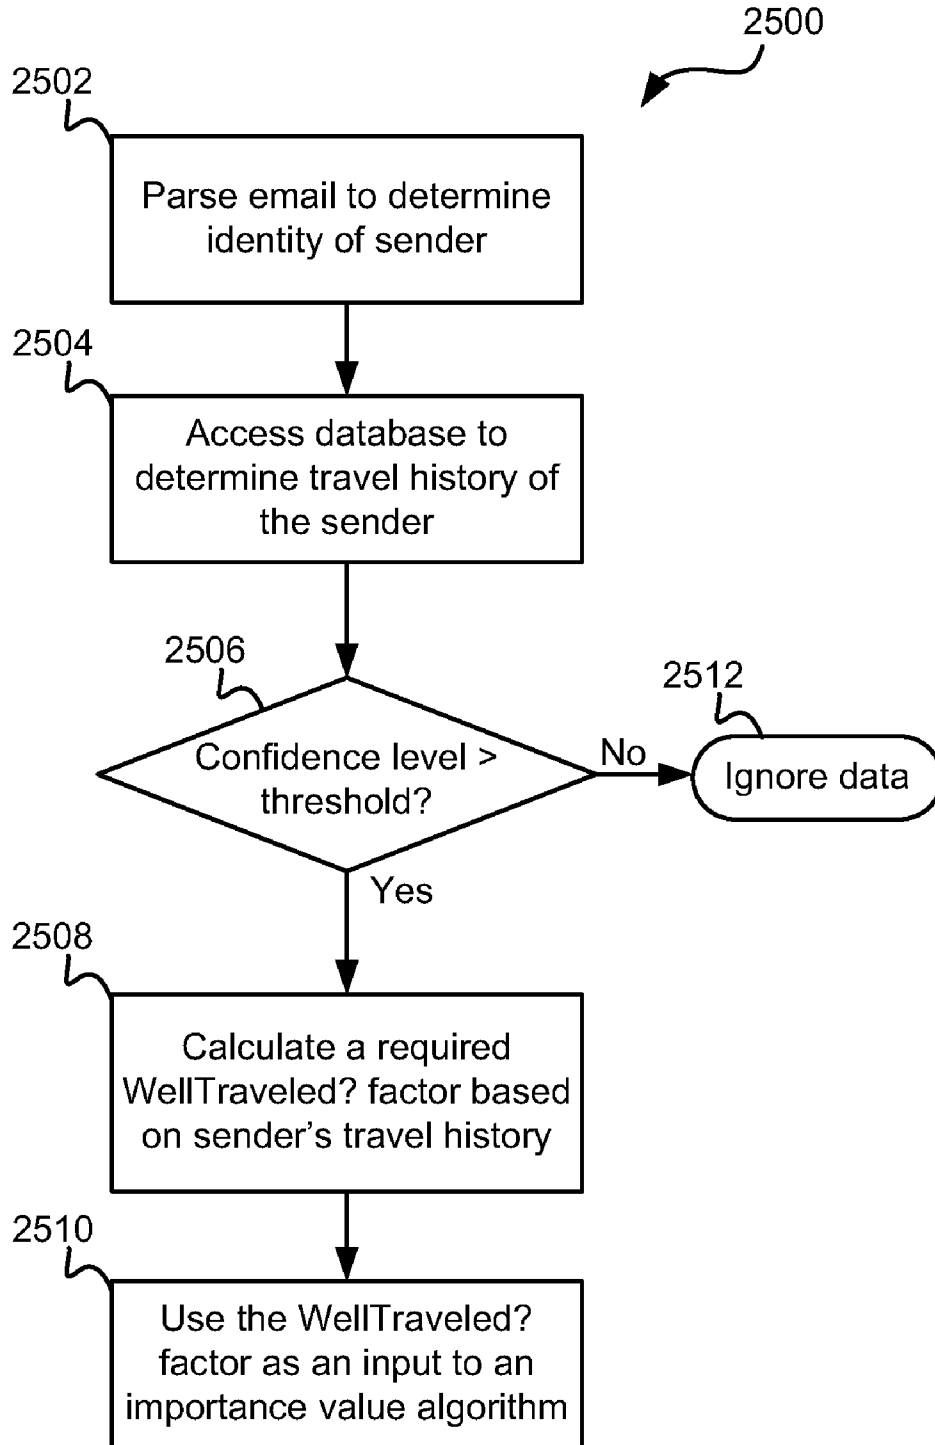 2500
2502
Parse email to determine
identity of sender
2504
Access database to
determine travel history of
the sender
2506
Confidence level >
threshold?
No
2512
Ignore data
Yes
2508
Calculate a required
WellTraveled? factor based
on sender's travel history
2510
Use the WellTraveled?
factor as an input to an
importance value algorithm